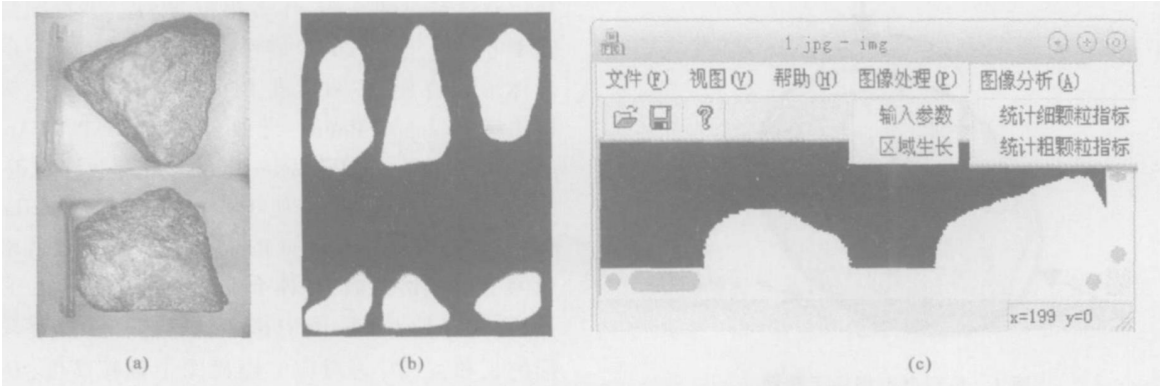 1.jpg - img
文件(F) 视图(V) 帮助(H) 图像处理(P) 图像分析(A)
输入参数 统计细颗粒指标
区域生长 统计粗颗粒指标
x=199 y=0
(a) (b) (c)